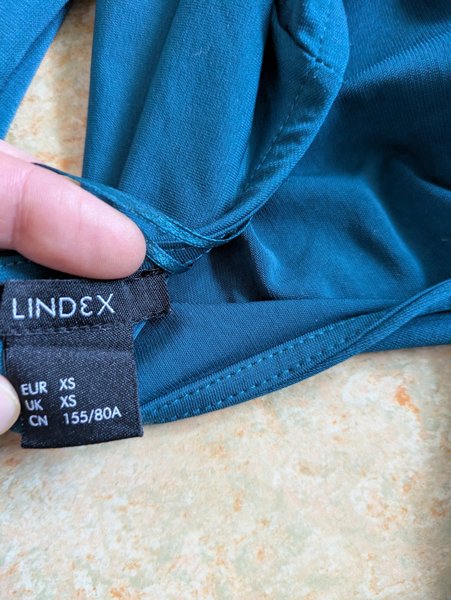 LINDEX
EUR XS
UK XS
CN 155/80A